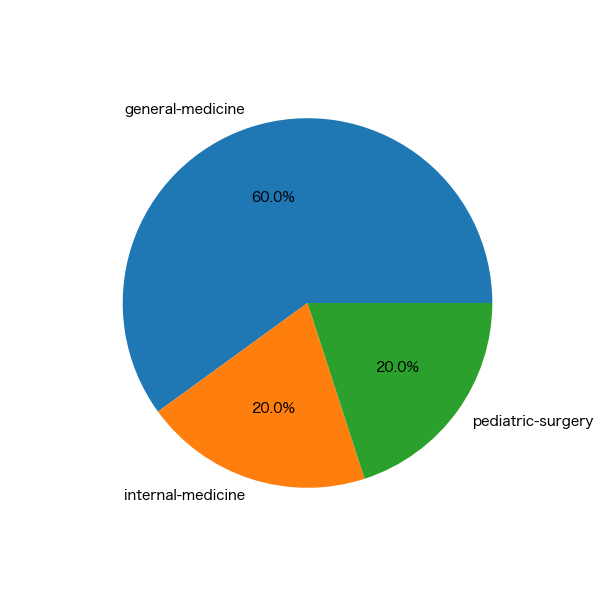 general-medicine
60.0%
20.0%
20.0%
pediatric-surgery
internal-medicine